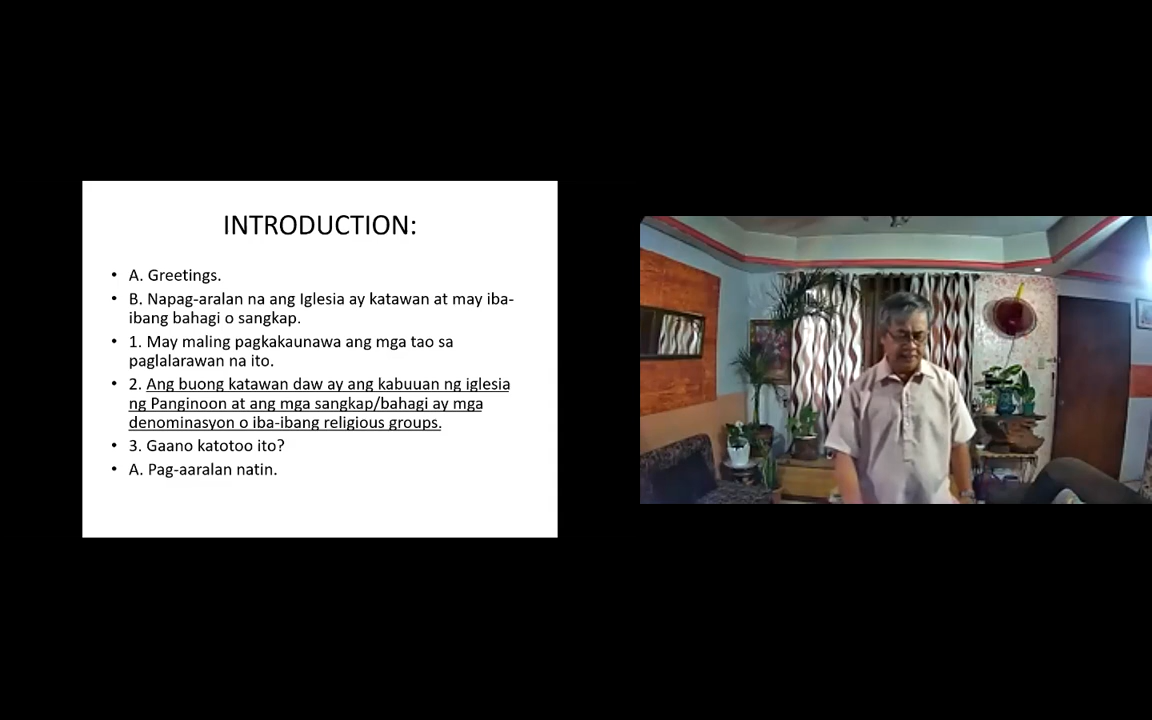 INTRODUCTION:
• A. Greetings.
• B. Napag-aralan na ang Iglesia ay katawan at may iba-
ibang bahagi o sangkap.
• 1. May maling pagkakaunawa ang mga tao sa
paglalarawan na ito.
• 2. Ang buong katawan daw ay ang kabuuan ng iglesia
ng Panginoon at ang mga sangkap/bahagi ay mga
denominasyon o iba-ibang religious groups.
• 3. Gaano katotoo ito?
• A. Pag-aaralan natin.